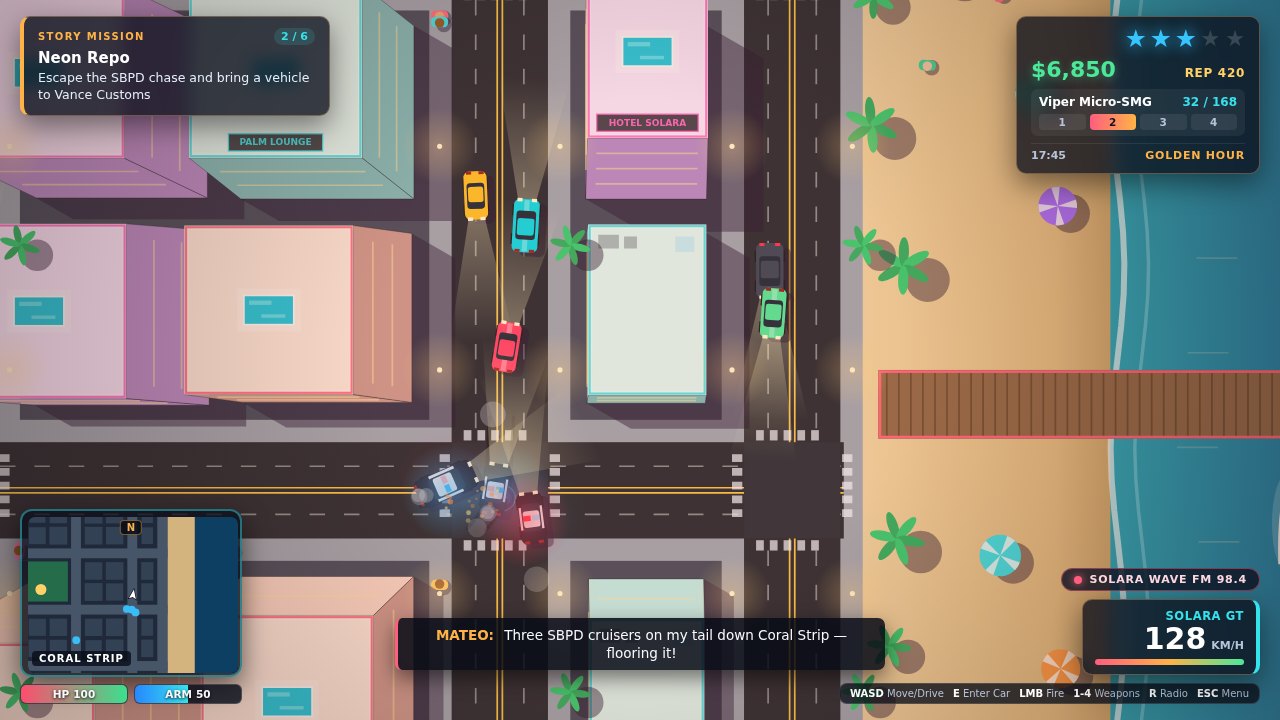 STORY MISSION 2 / 6
Neon Repo
Escape the SBPD chase and bring a vehicle
to Vance Customs
PALM LOUNGE
HOTEL SOLARA
$6,850 REP 420
Viper Micro-SMG 32 / 168
1 2 3 4
17:45 GOLDEN HOUR
N
CORAL STRIP
HP 100 ARM 50
MATEO: Three SBPD cruisers on my tail down Coral Strip —
flooring it!
SOLARA WAVE FM 98.4
SOLARA GT
128 KM/H
WASD Move/Drive E Enter Car LMB Fire 1-4 Weapons R Radio ESC Menu